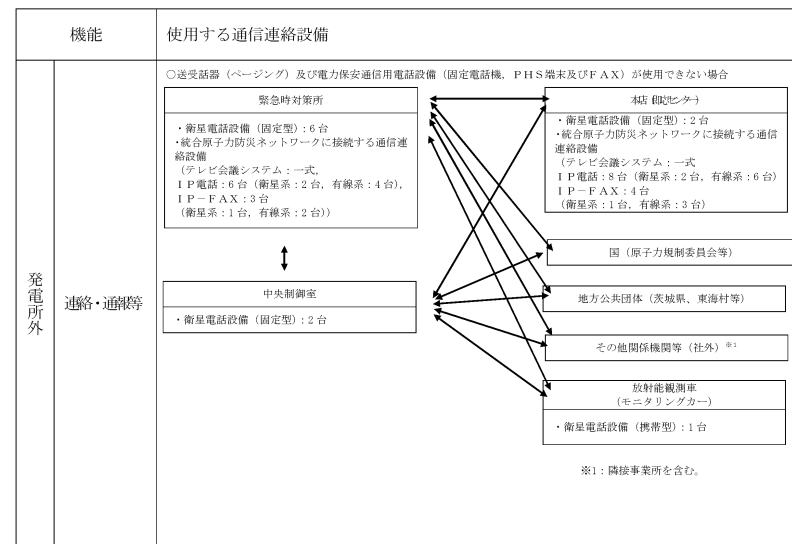 機能
使用する通信連絡設備
発電所外
連絡・通報等
○送受話器（ページング）及び電力保安通信用電話設備（固定電話機，ＰＨＳ端末及びＦＡＸ）が使用できない場合
緊急時対策所
・衛星電話設備（固定型）：6台
・統合原子力防災ネットワークに接続する通信連
絡設備
（テレビ会議システム：一式，
ＩＰ電話：6台（衛星系：2台，有線系：4台），
ＩＰ－ＦＡＸ：3台
（衛星系：1台，有線系：2台））
中央制御室
・衛星電話設備（固定型）：2台
・衛星電話設備（固定型）：2台
・統合原子力防災ネットワークに接続する通信
連絡設備
（テレビ会議システム：一式
ＩＰ電話：8台（衛星系：2台，有線系：6台）
ＩＰ－ＦＡＸ：4台
（衛星系：1台，有線系：3台）
国（原子力規制委員会等）
地方公共団体（茨城県、東海村等）
その他関係機関等（社外）※1
放射能観測車
（モニタリングカー）
・衛星電話設備（携帯型）：1台
※1：隣接事業所を含む。